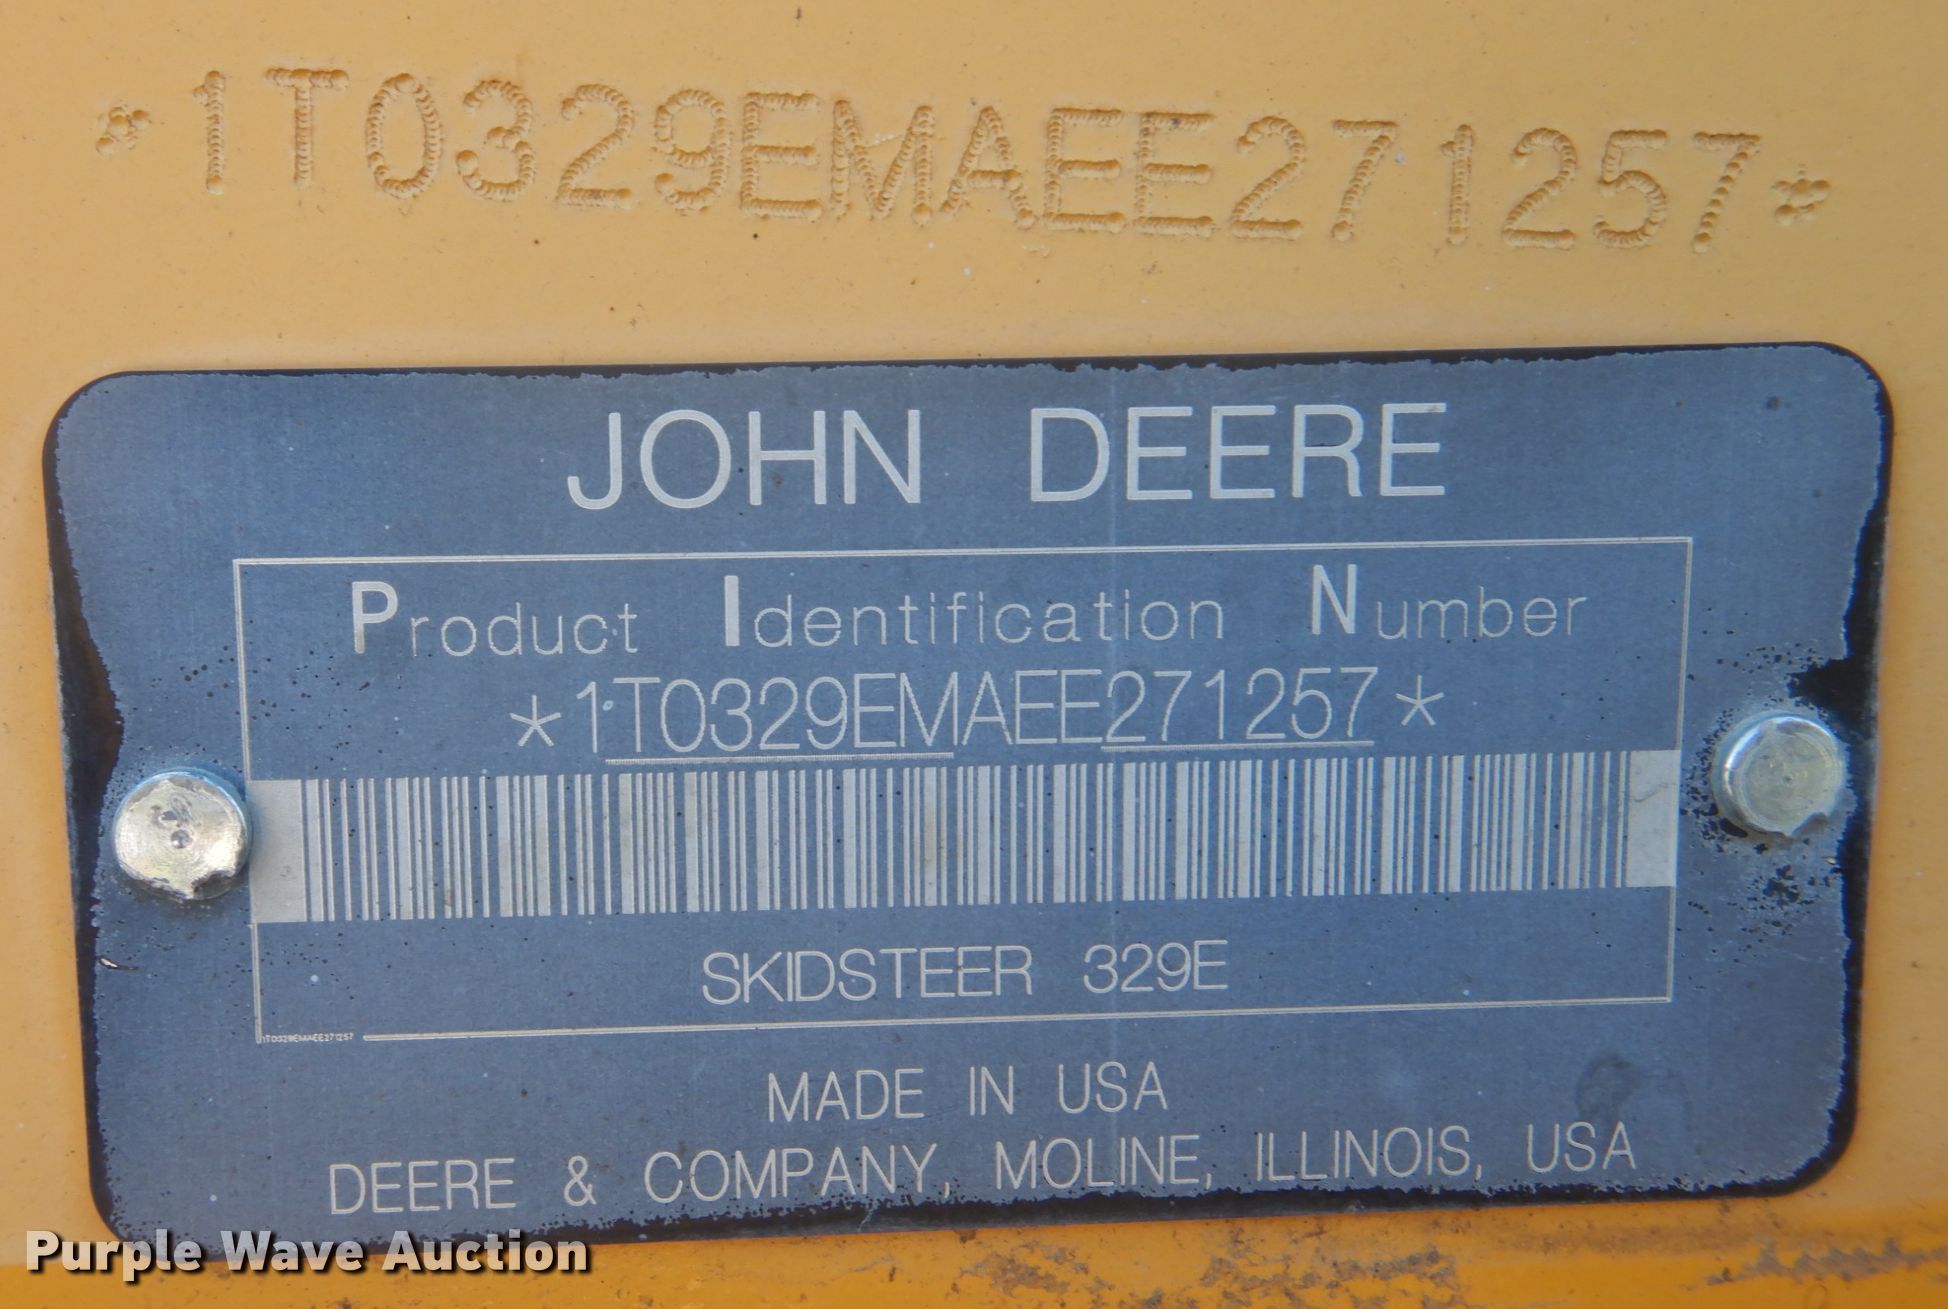 *1T0329EMAEE271257*
JOHN DEERE
Product Identification Number
*1T0329EMAEE271257*
SKIDSTEER 329E
1T0329EMAEE271257
MADE IN USA
DEERE & COMPANY, MOLINE, ILLINOIS, USA
Purple Wave Auction